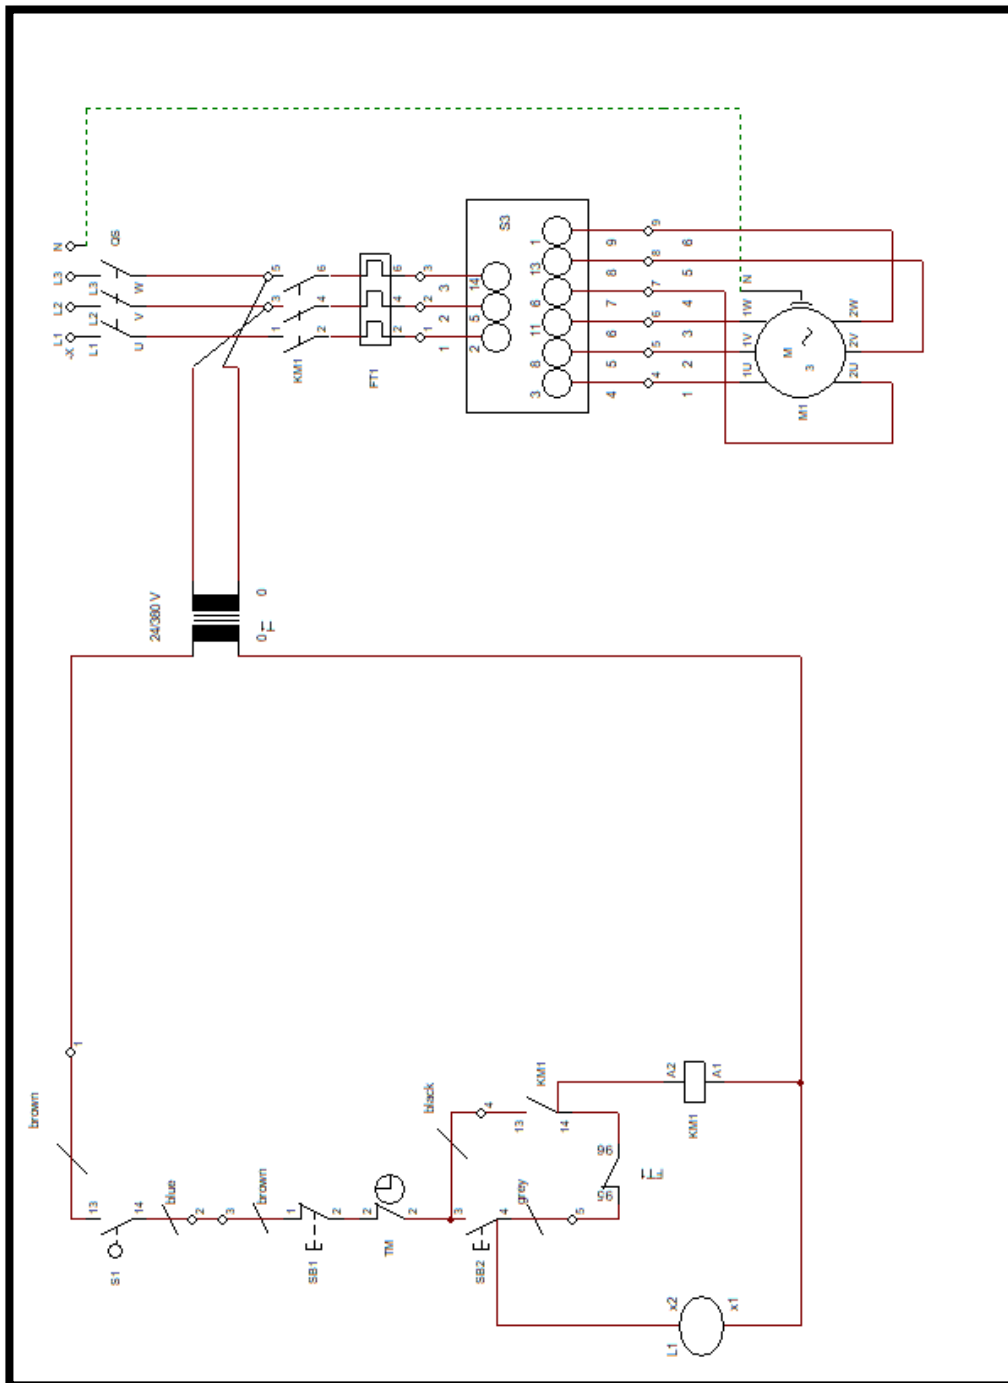 -X
L1 L2 L3 N
L1 L2 L3 QS
U V W
1 3 5
KM1
2 4 6
FT1
2 4 6
1 2 3
1 2 3
2 5 14
S3
3 8 11 6 13 1
4 5 6 7 8 9
4 5 6 7 8 9
1 2 3 4 5 6
1U 1V 1W N
M
3
M1
2U 2V 2W
24/380 V
0 0
1
brown
13
S1
14
blue
2
3
brown
1
SB1
2
2
TM
2
black
4
13
KM1
14
3
SB2
4
grey
5
95
96
A2
KM1
A1
x2
L1
x1